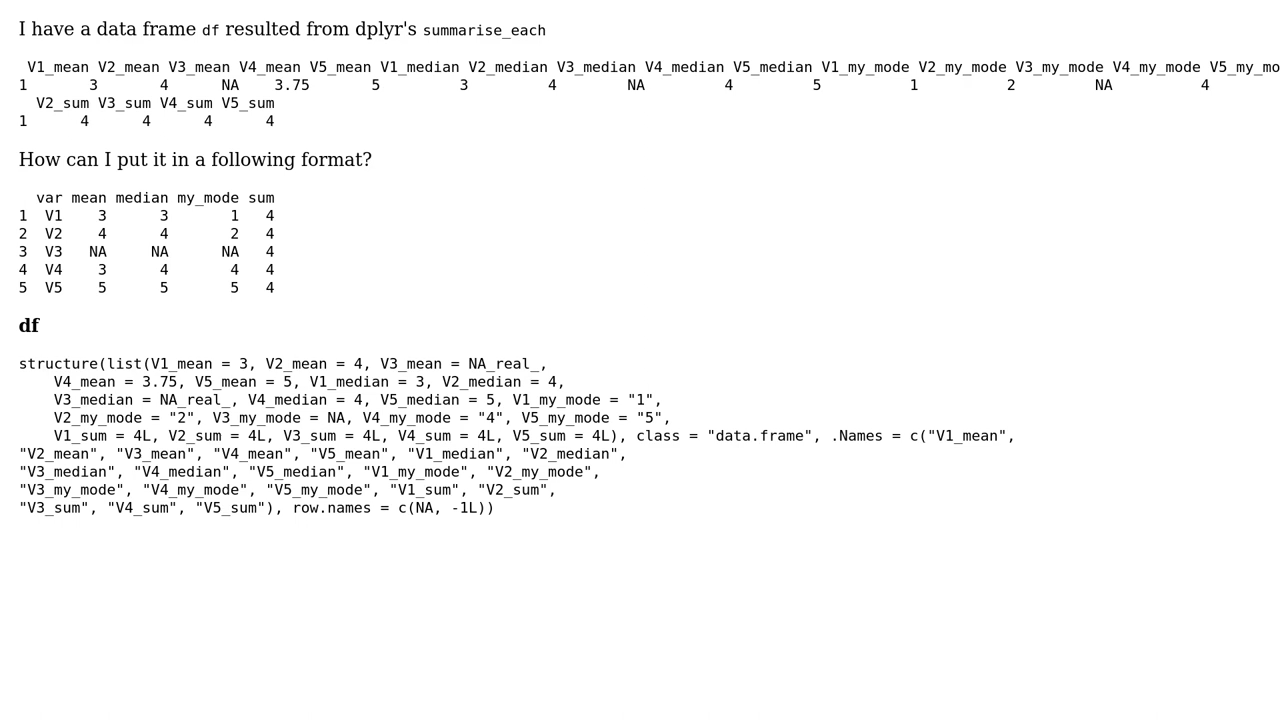 I have a data frame df resulted from dplyr's summarise_each
V1_mean V2_mean V3_mean V4_mean V5_mean V1_median V2_median V3_median V4_median V5_median V1_my_mode V2_my_mode V3_my_mode V4_my_mode V5_my_mo
1 3 4 NA 3.75 5 3 4 NA 4 5 1 2 NA 4
V2_sum V3_sum V4_sum V5_sum
1 4 4 4 4
How can I put it in a following format?
var mean median my_mode sum
1 V1 3 3 1 4
2 V2 4 4 2 4
3 V3 NA NA NA 4
4 V4 3 4 4 4
5 V5 5 5 5 4
df
structure(list(V1_mean = 3, V2_mean = 4, V3_mean = NA_real_,
V4_mean = 3.75, V5_mean = 5, V1_median = 3, V2_median = 4,
V3_median = NA_real_, V4_median = 4, V5_median = 5, V1_my_mode = "1",
V2_my_mode = "2", V3_my_mode = NA, V4_my_mode = "4", V5_my_mode = "5",
V1_sum = 4L, V2_sum = 4L, V3_sum = 4L, V4_sum = 4L, V5_sum = 4L), class = "data.frame", .Names = c("V1_mean",
"V2_mean", "V3_mean", "V4_mean", "V5_mean", "V1_median", "V2_median",
"V3_median", "V4_median", "V5_median", "V1_my_mode", "V2_my_mode",
"V3_my_mode", "V4_my_mode", "V5_my_mode", "V1_sum", "V2_sum",
"V3_sum", "V4_sum", "V5_sum"), row.names = c(NA, -1L))